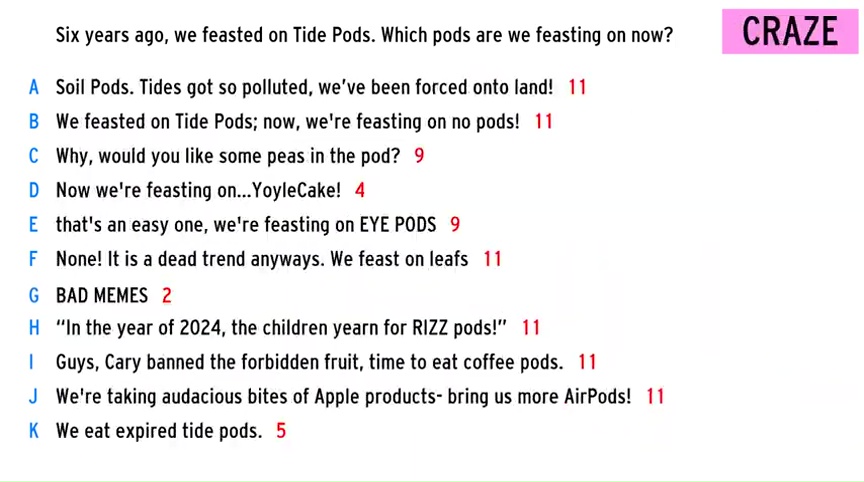 Six years ago, we feasted on Tide Pods. Which pods are we feasting on now?
CRAZE
A Soil Pods. Tides got so polluted, we've been forced onto land! 11
B We feasted on Tide Pods; now, we're feasting on no pods! 11
C Why, would you like some peas in the pod? 9
D Now we're feasting on...YoyleCake! 4
E that's an easy one, we're feasting on EYE PODS 9
F None! It is a dead trend anyways. We feast on leafs 11
G BAD MEMES 2
H “In the year of 2024, the children yearn for RIZZ pods!” 11
I Guys, Cary banned the forbidden fruit, time to eat coffee pods. 11
J We're taking audacious bites of Apple products- bring us more AirPods! 11
K We eat expired tide pods. 5